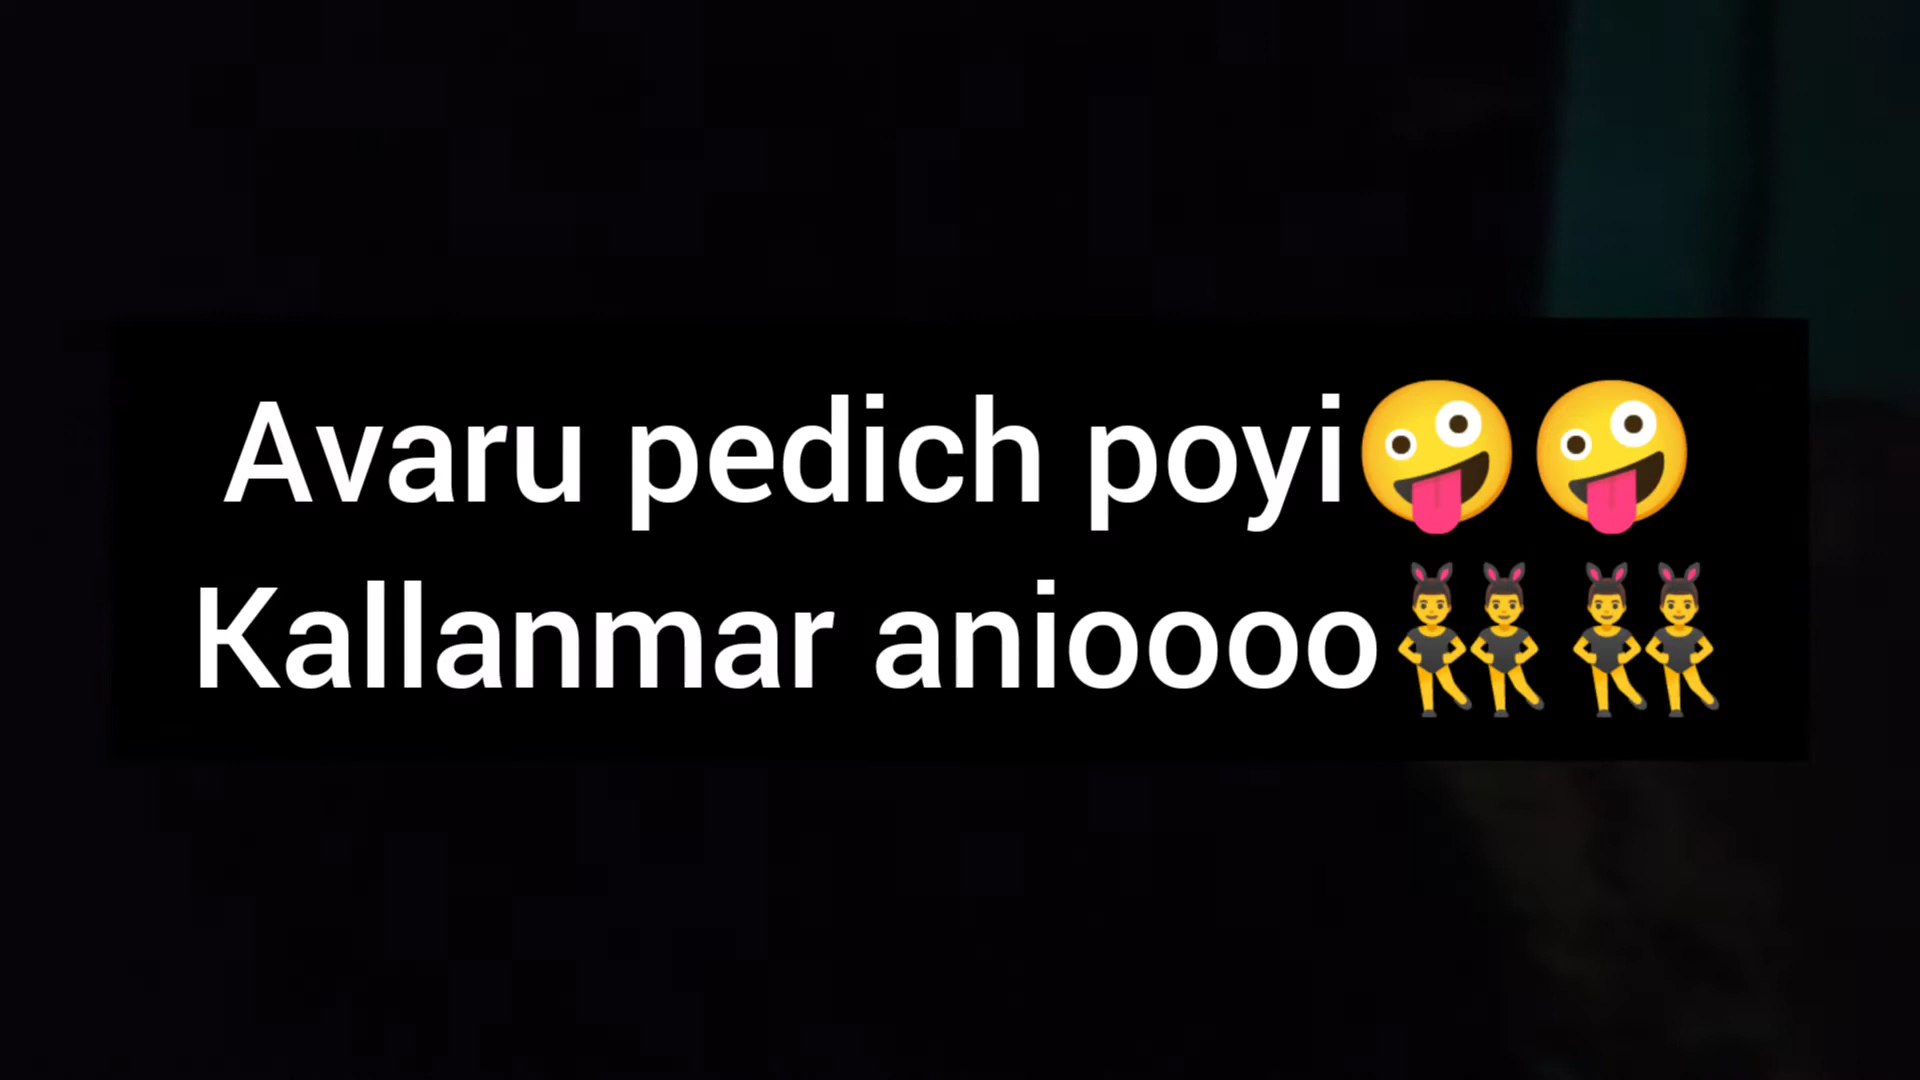 Avaru pedich poyi🤪🤪
Kallanmar anioooo👯‍♂️👯‍♂️